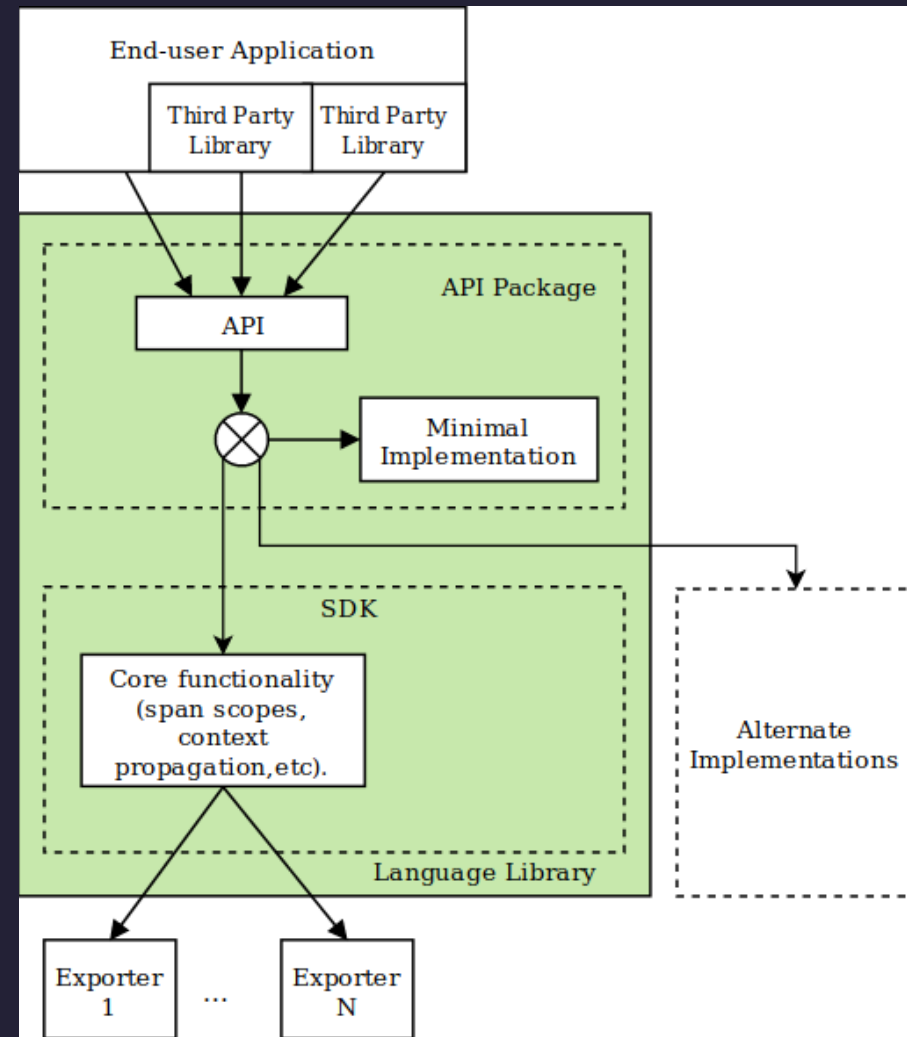 End-user Application
Third Party
Library
Third Party
Library
API Package
API
Minimal
Implementation
SDK
Core functionality
(span scopes,
context
propagation,etc).
Alternate
Implementations
Language Library
Exporter
1
...
Exporter
N